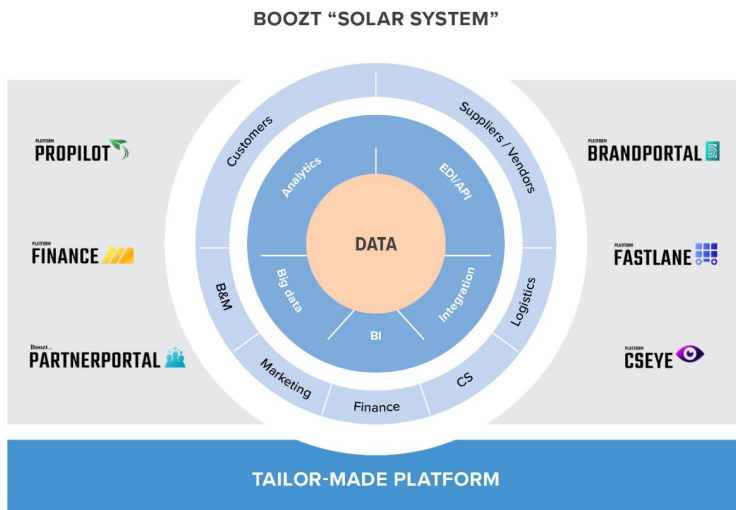 BOOZT “SOLAR SYSTEM”
PLATFORM
PROPILOT
PLATFORM
FINANCE
Boozt...
PARTNERPORTAL
Customers
Suppliers / Vendors
Analytics
EDI/API
DATA
B&M
Big data
BI
Integration
Logistics
Marketing
Finance
CS
PLATFORM
BRANDPORTAL
PLATFORM
FASTLANE
PLATFORM
CSEYE
TAILOR-MADE PLATFORM